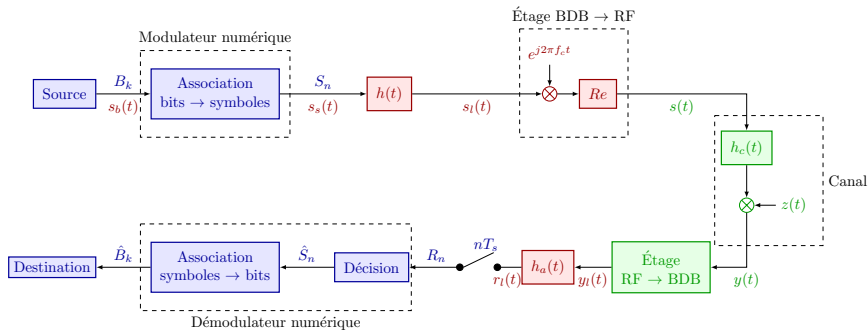 Étage BDB → RF
Modulateur numérique
e^{j2πf_ct}
Source
B_k
s_b(t)
Association
bits → symboles
S_n
s_s(t)
h(t)
s_l(t)
Re
s(t)
h_c(t)
Canal
z(t)
Destination
B̂_k
Association
symboles → bits
Ŝ_n
Décision
R_n
nT_s
r_l(t)
h_a(t)
y_l(t)
Étage
RF → BDB
y(t)
Démodulateur numérique